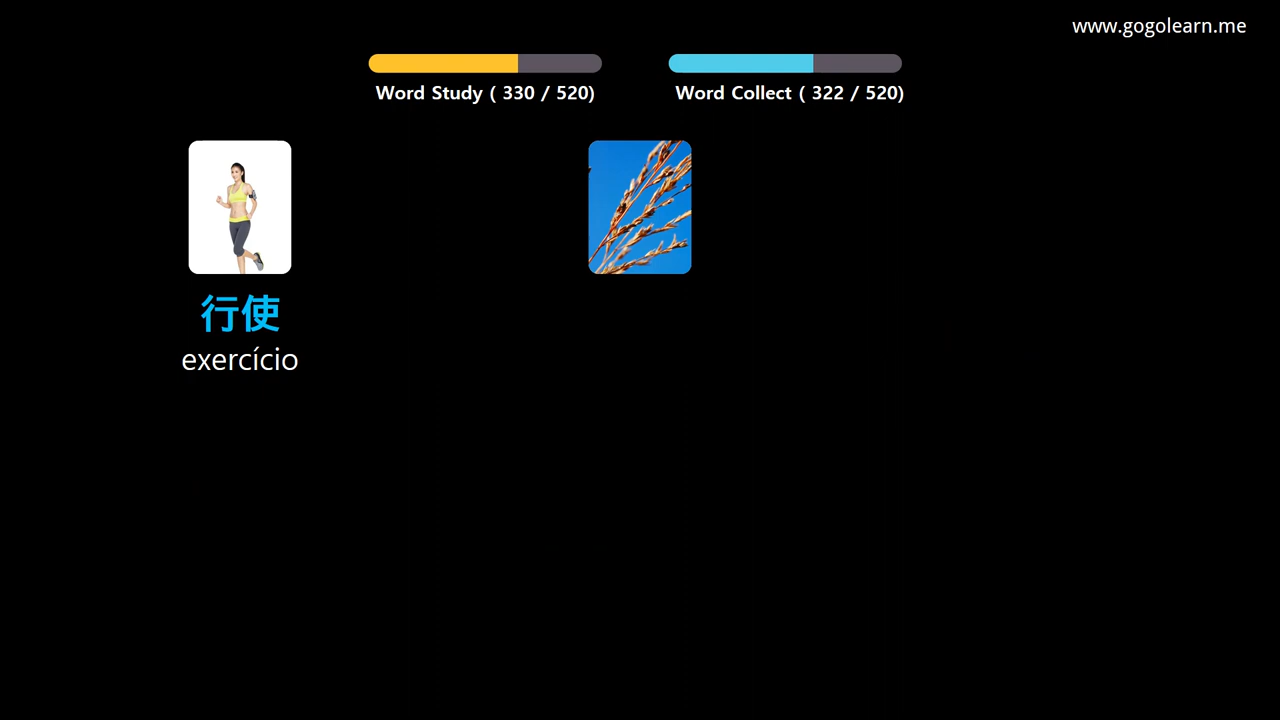 www.gogolearn.me
Word Study ( 330 / 520)
Word Collect ( 322 / 520)
行使
exercício